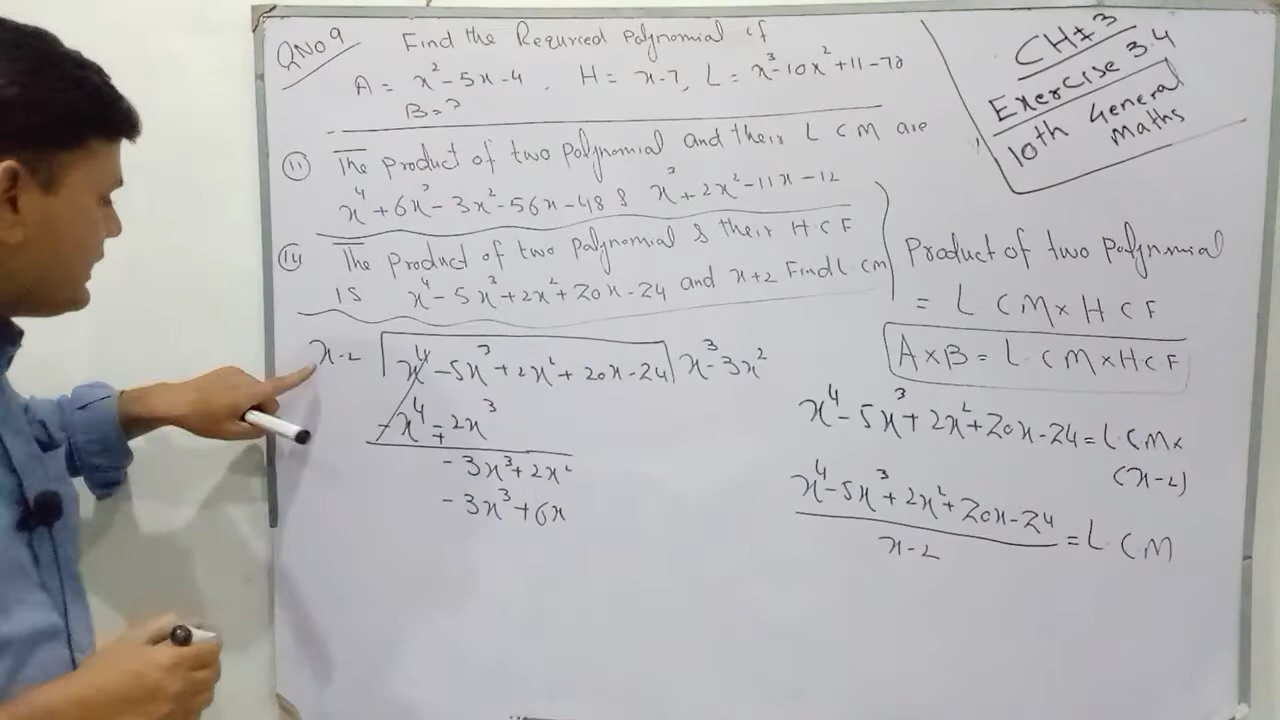 QNO9 Find the Requried Polynomial if
A = x² - 5x - 4 , H = x - 7, L = x³ - 10x² + 11 - 70
B = ?
CH#3
Exercise 3.4
10th General
Maths
(11) The product of two polynomial and their L C M are
x⁴ + 6x³ - 3x² - 56x - 48 & x³ + 2x² - 11x - 12
(14) The product of two polynomial & their H.C F
is x⁴ - 5x³ + 2x² + 20x - 24 and x+2 Find L cm
Product of two polynomial
= L C M × H C F
A × B = L.C M × H C F
x - 2 x⁴ - 5x³ + 2x² + 20x - 24 x³ - 3x²
- x⁴ ∓ 2x³
- 3x³ + 2x²
- 3x³ + 6x
x⁴ - 5x³ + 2x² + 20x - 24 = L.C M ×
(x - 2)
x⁴ - 5x³ + 2x² + 20x - 24 = L.C M
x - 2